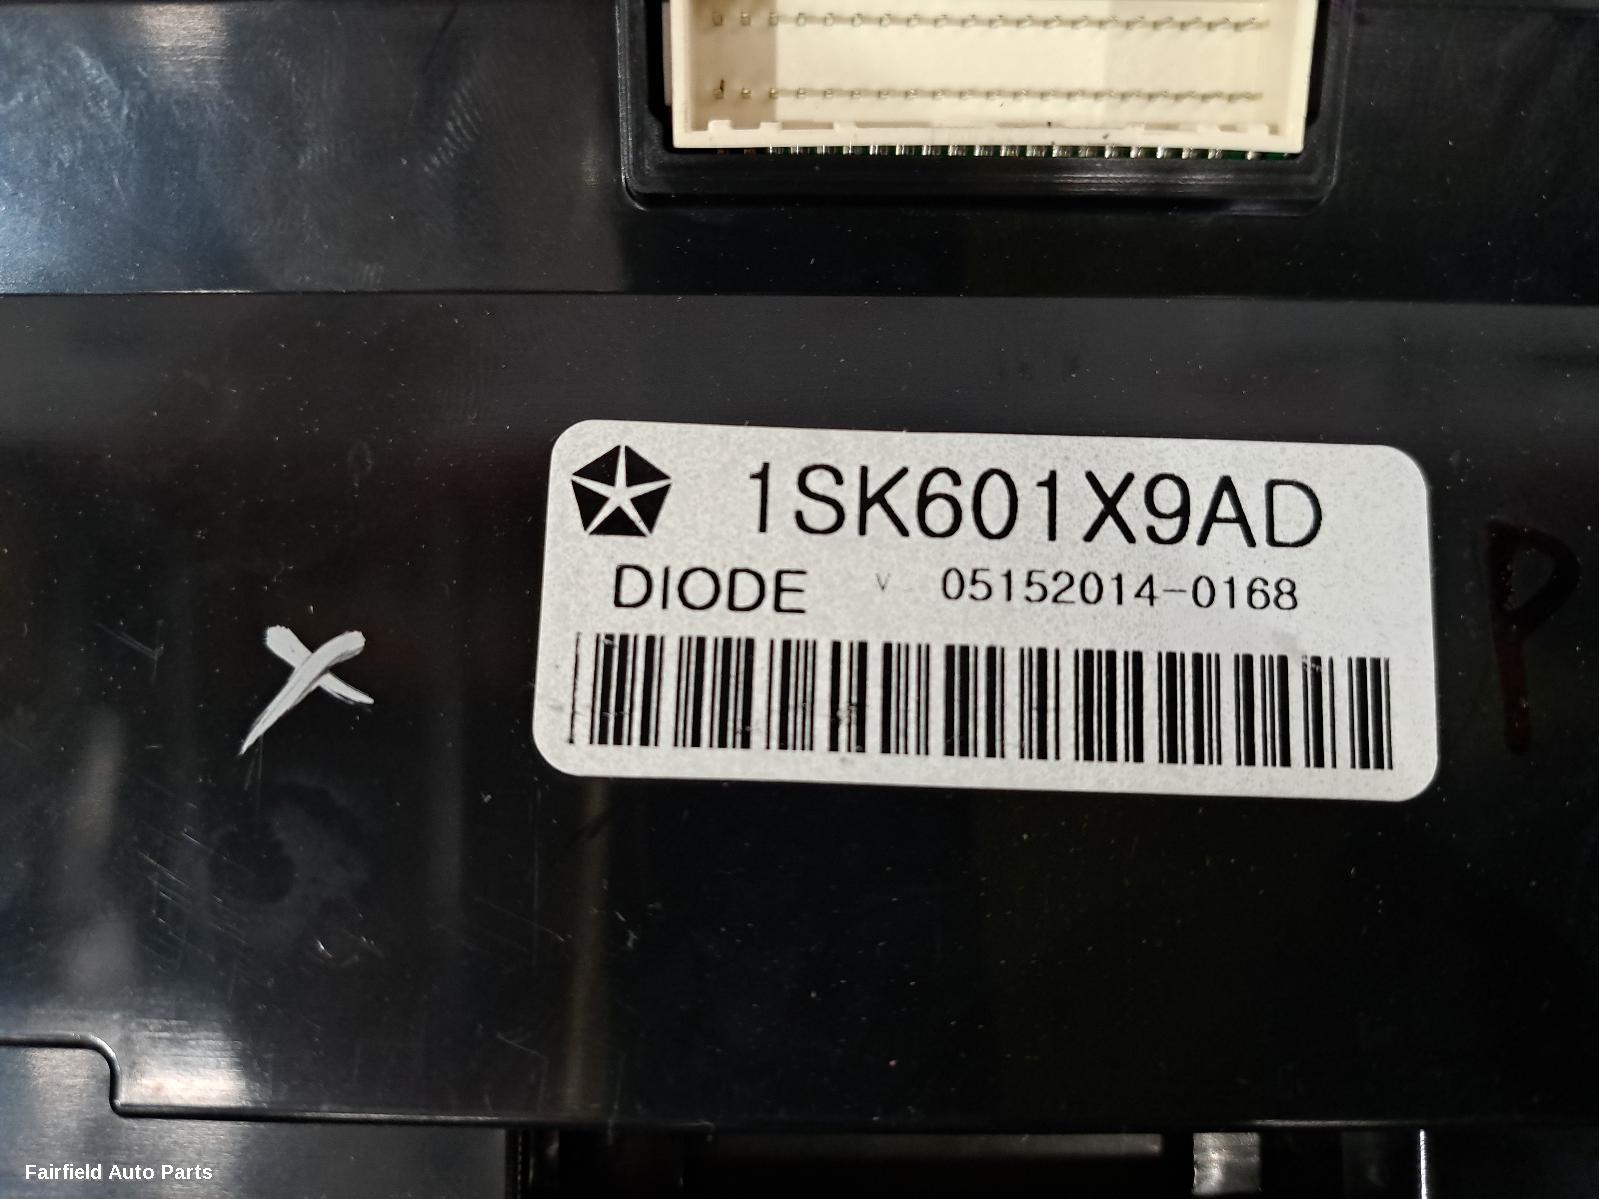 1SK601X9AD
DIODE V 05152014-0168
X
P
Fairfield Auto Parts